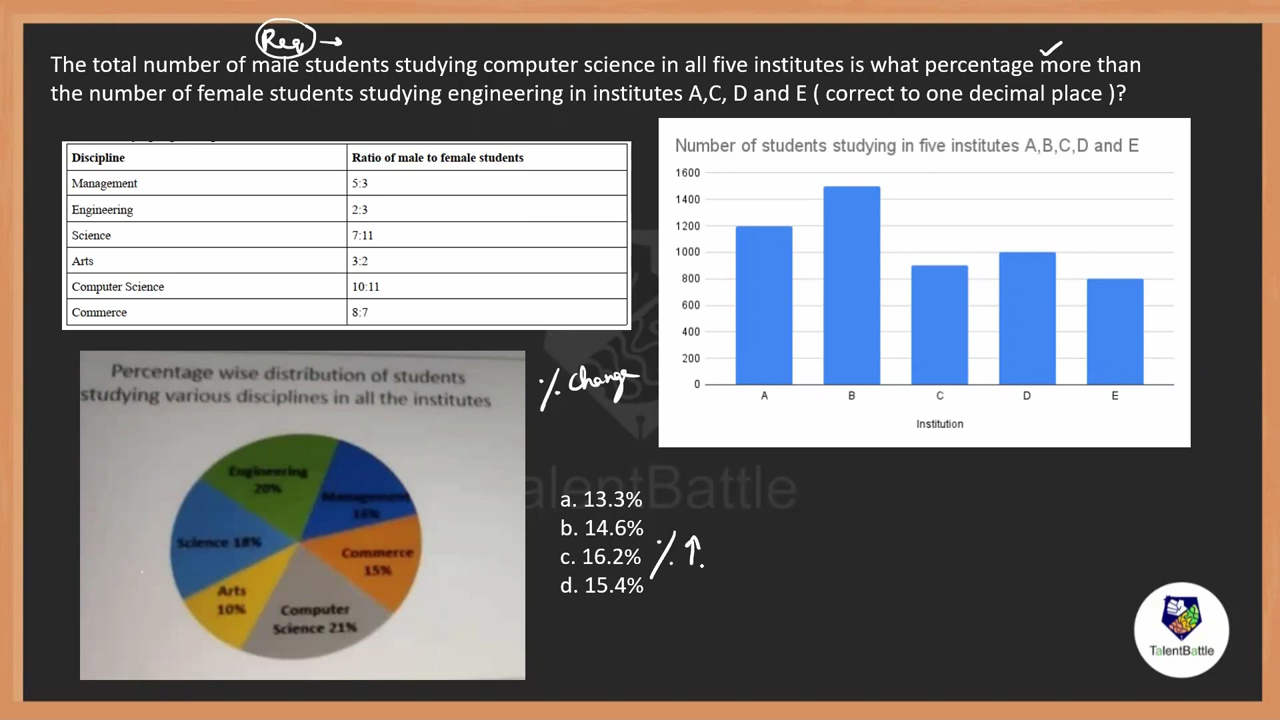 Req →
The total number of male students studying computer science in all five institutes is what percentage more than
the number of female students studying engineering in institutes A,C, D and E ( correct to one decimal place )?
Discipline Ratio of male to female students
Management 5:3
Engineering 2:3
Science 7:11
Arts 3:2
Computer Science 10:11
Commerce 8:7
Number of students studying in five institutes A,B,C,D and E
1600
1400
1200
1000
800
600
400
200
0
A B C D E
Institution
Percentage wise distribution of students
studying various disciplines in all the institutes
Engineering
20%
Management
Commerce
15%
Science 18%
Arts
10%
Computer
Science 21%
% Change
a. 13.3%
b. 14.6%
c. 16.2%
d. 15.4%
% ↑
alentBattle
TalentBattle